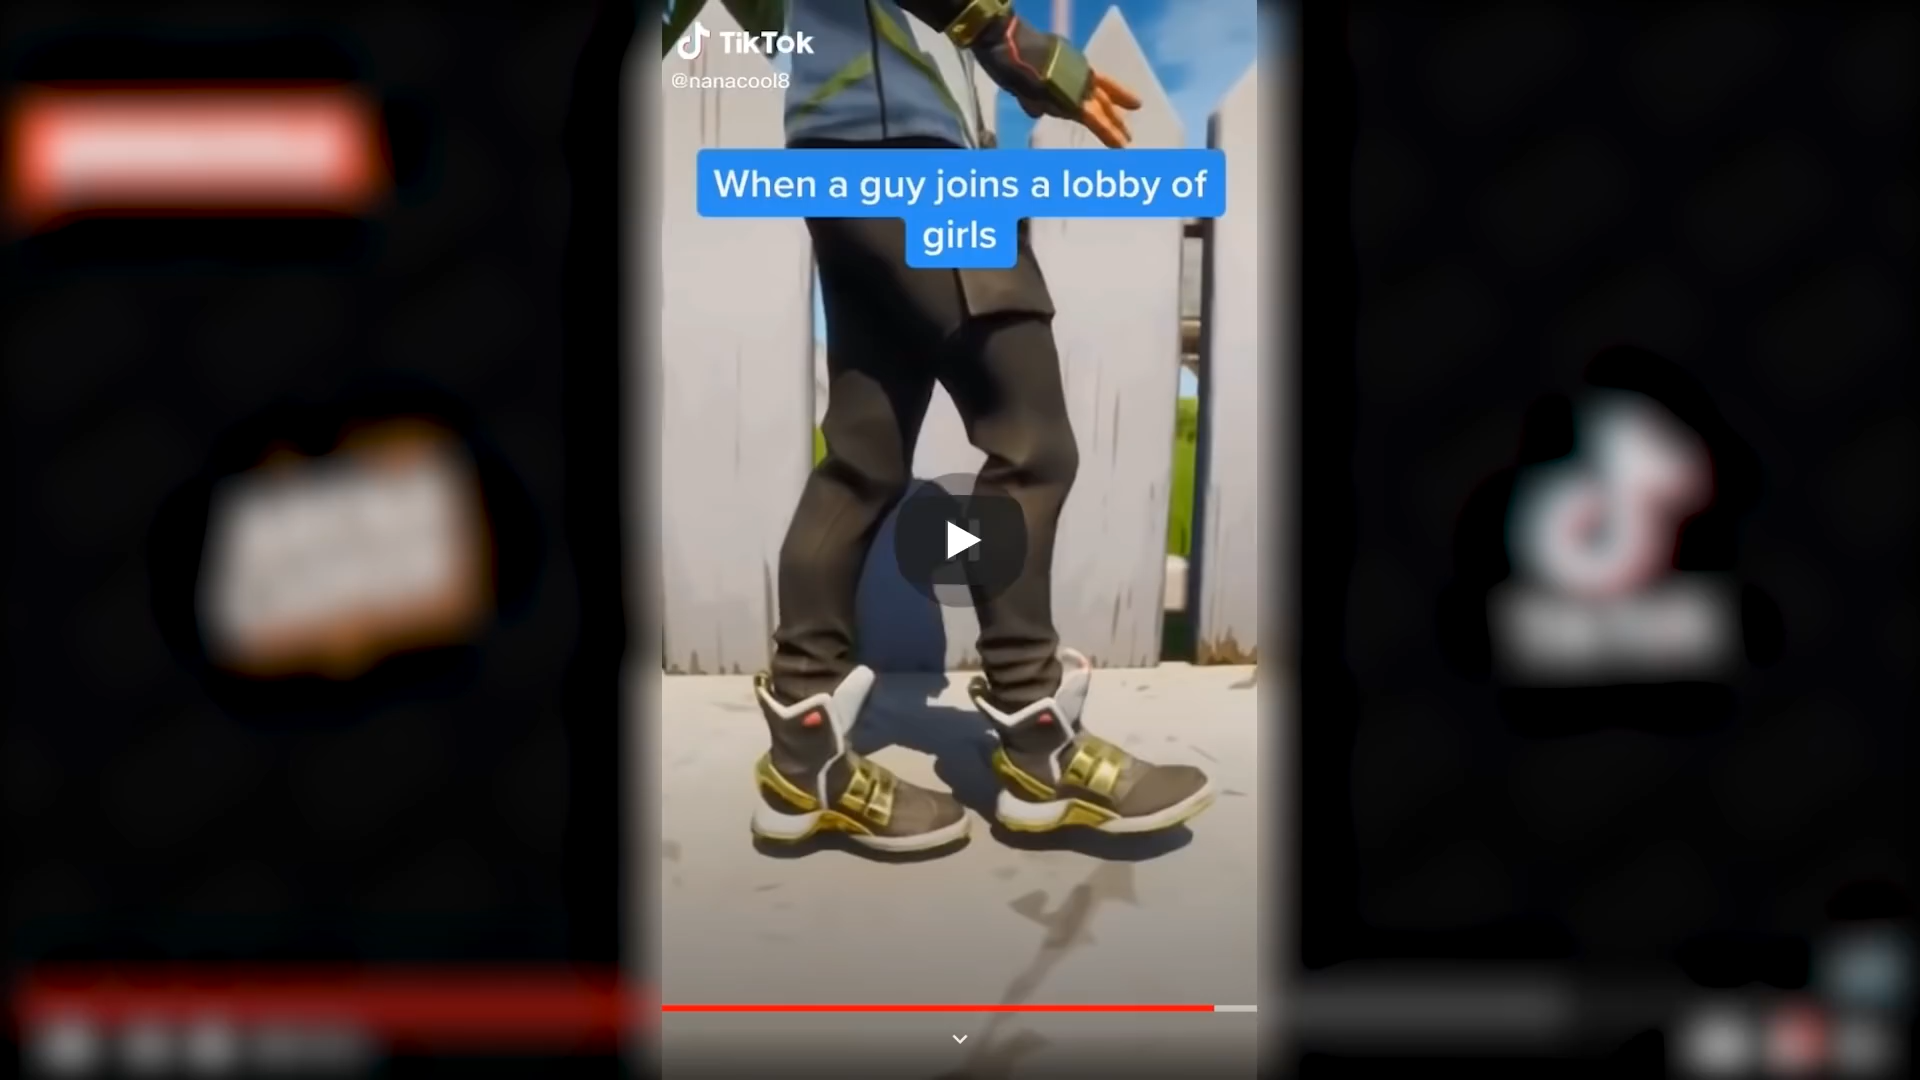 TikTok
@nanacool8
When a guy joins a lobby of
girls